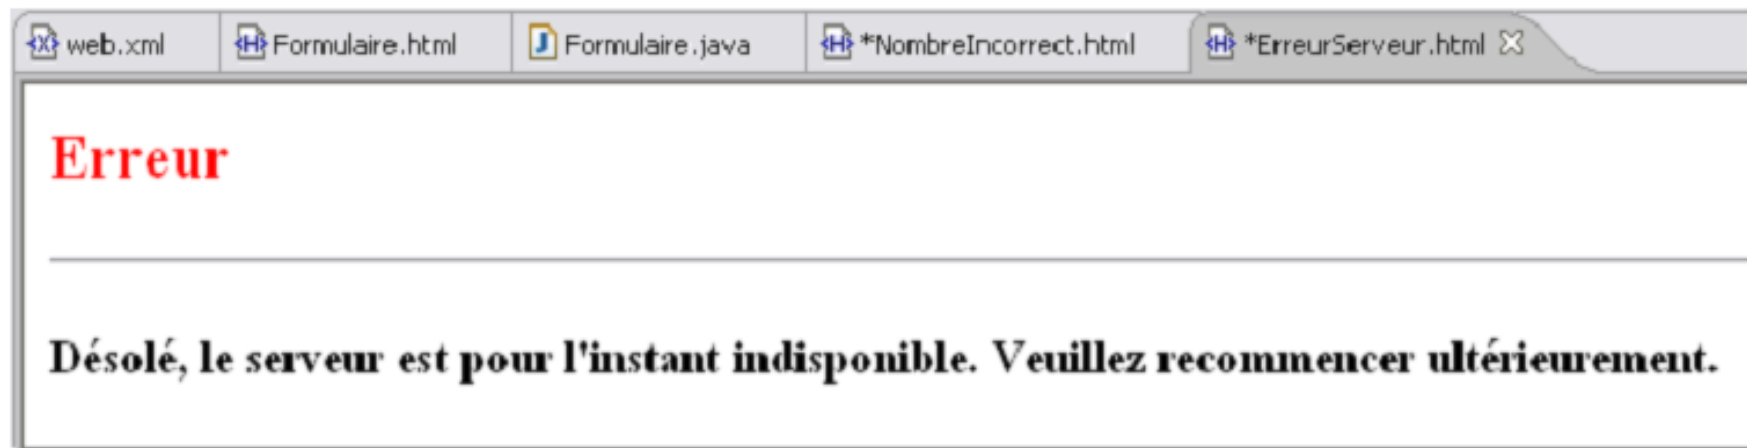 web.xml Formulaire.html Formulaire.java *NombreIncorrect.html *ErreurServeur.html
Erreur
Désolé, le serveur est pour l'instant indisponible. Veuillez recommencer ultérieurement.